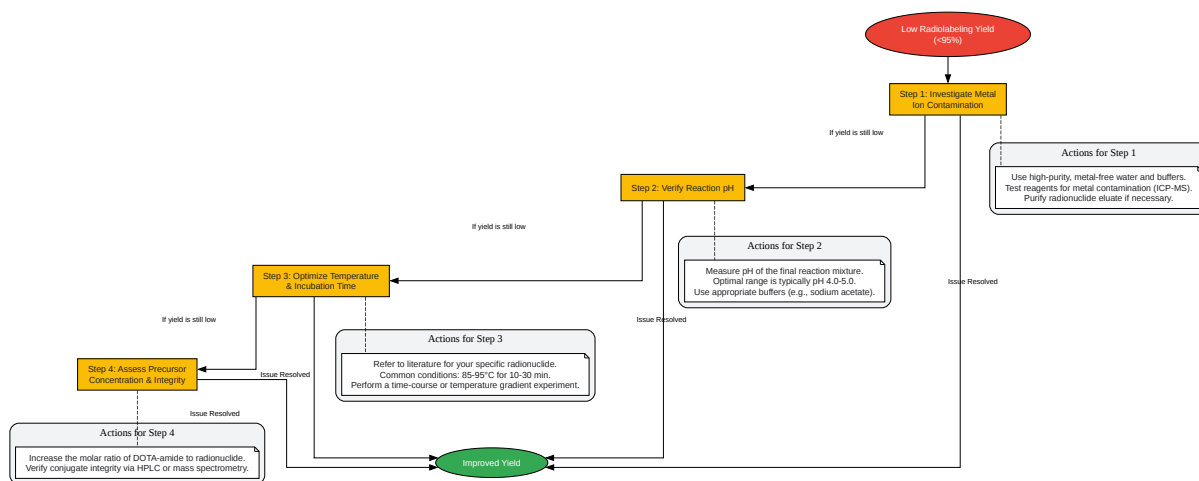 Low Radiolabeling Yield
(<95%)
Step 1: Investigate Metal
Ion Contamination
If yield is still low
Actions for Step 1
Use high-purity, metal-free water and buffers.
Test reagents for metal contamination (ICP-MS).
Purify radionuclide eluate if necessary.
Step 2: Verify Reaction pH
If yield is still low
Actions for Step 2
Measure pH of the final reaction mixture.
Optimal range is typically pH 4.0-5.0.
Use appropriate buffers (e.g., sodium acetate).
Issue Resolved
Step 3: Optimize Temperature
& Incubation Time
If yield is still low
Issue Resolved
Actions for Step 3
Refer to literature for your specific radionuclide.
Common conditions: 85-95°C for 10-30 min.
Perform a time-course or temperature gradient experiment.
Step 4: Assess Precursor
Concentration & Integrity
Issue Resolved
Issue Resolved
Actions for Step 4
Increase the molar ratio of DOTA-amide to radionuclide.
Verify conjugate integrity via HPLC or mass spectrometry.
Improved Yield